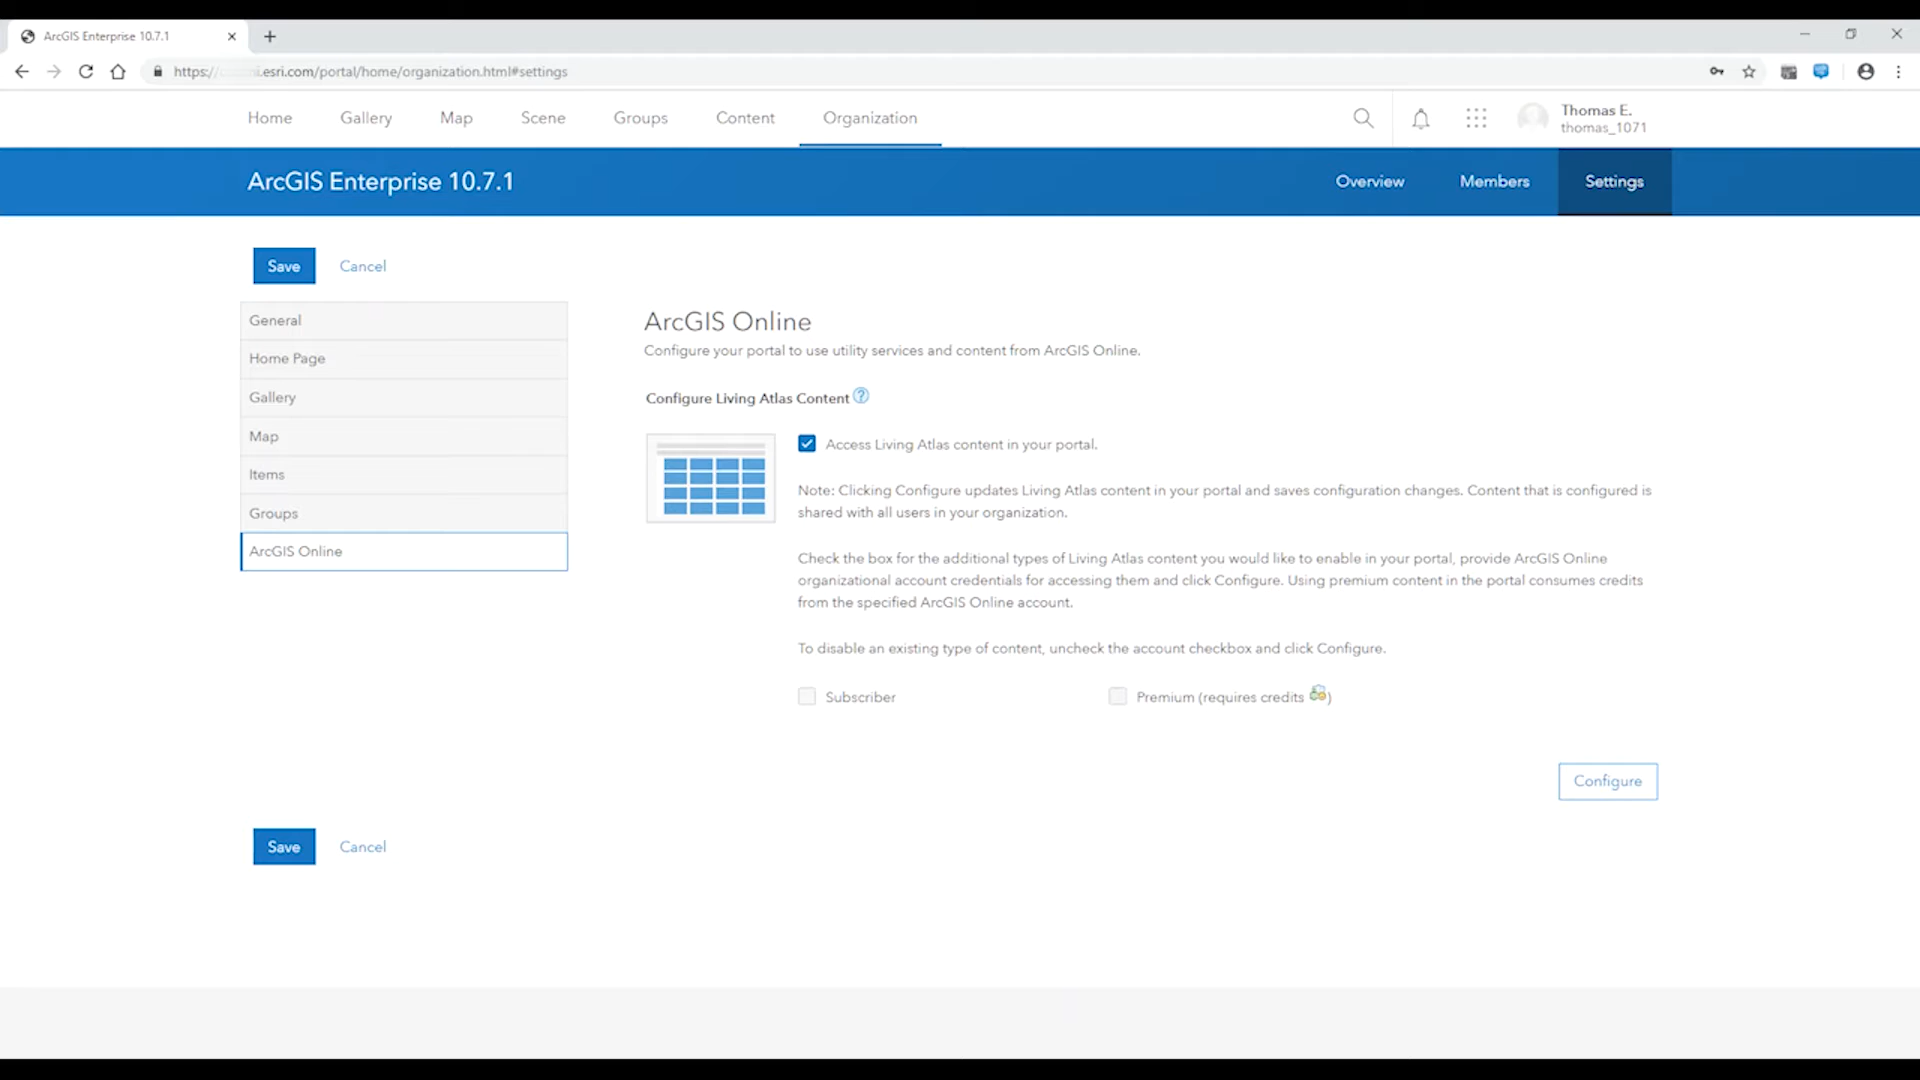 ArcGIS Enterprise 10.7.1
https://
i.esri.com/portal/home/organization.html#settings
Home Gallery Map Scene Groups Content Organization
Thomas E.
thomas_1071
ArcGIS Enterprise 10.7.1
Overview Members Settings
Save Cancel
General
Home Page
Gallery
Map
Items
Groups
ArcGIS Online
ArcGIS Online
Configure your portal to use utility services and content from ArcGIS Online.
Configure Living Atlas Content ?
Access Living Atlas content in your portal.
Note: Clicking Configure updates Living Atlas content in your portal and saves configuration changes. Content that is configured is
shared with all users in your organization.
Check the box for the additional types of Living Atlas content you would like to enable in your portal, provide ArcGIS Online
organizational account credentials for accessing them and click Configure. Using premium content in the portal consumes credits
from the specified ArcGIS Online account.
To disable an existing type of content, uncheck the account checkbox and click Configure.
Subscriber
Premium (requires credits )
Configure
Save Cancel